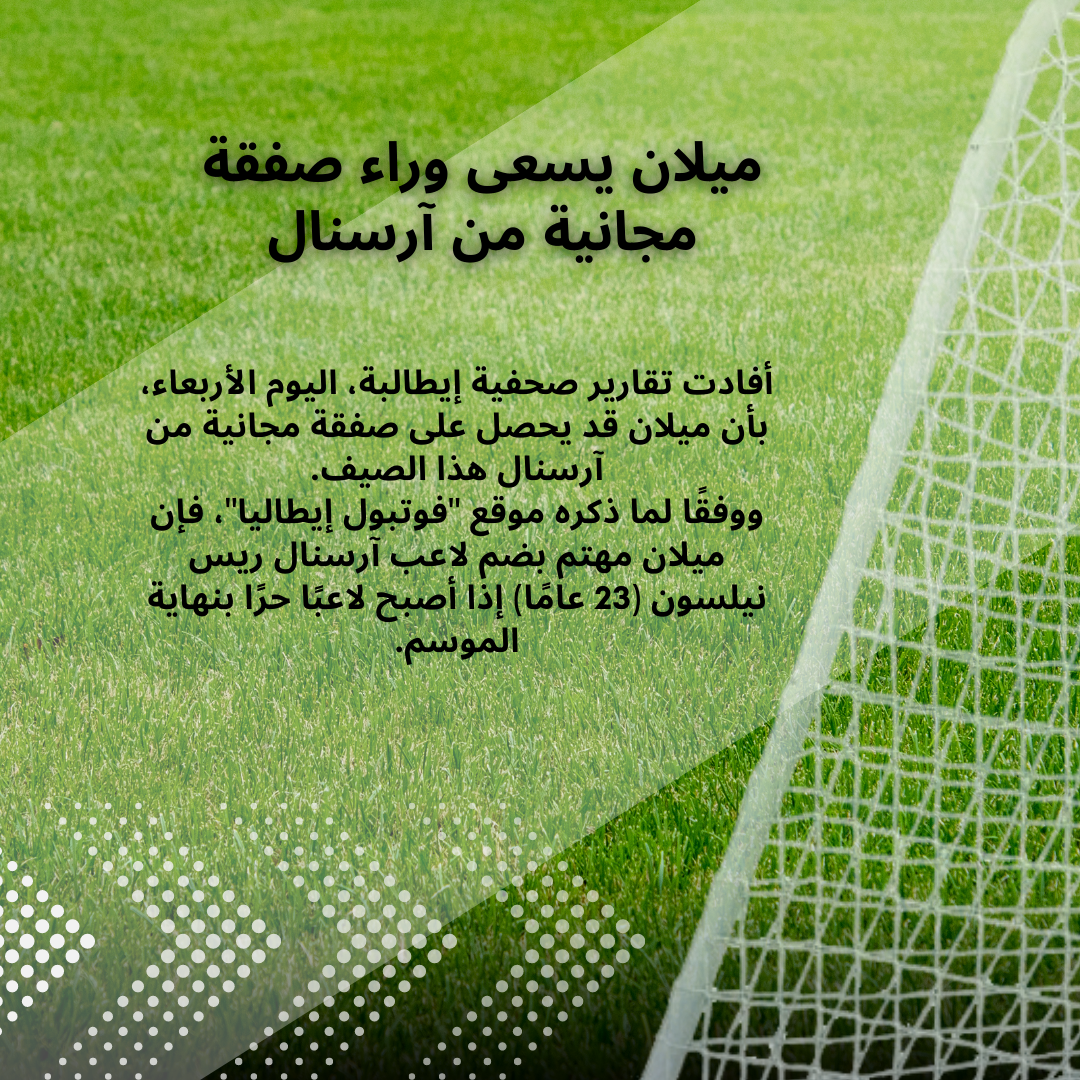 ميلان يسعى وراء صفقة
مجانية من آرسنال
أفادت تقارير صحفية إيطالبة، اليوم الأربعاء،
بأن ميلان قد يحصل على صفقة مجانية من
آرسنال هذا الصيف.
ووفقًا لما ذكره موقع "فوتبول إيطاليا"، فإن
ميلان مهتم بضم لاعب آرسنال ريس
نيلسون (23 عامًا) إذا أصبح لاعبًا حرًا بنهاية
الموسم.